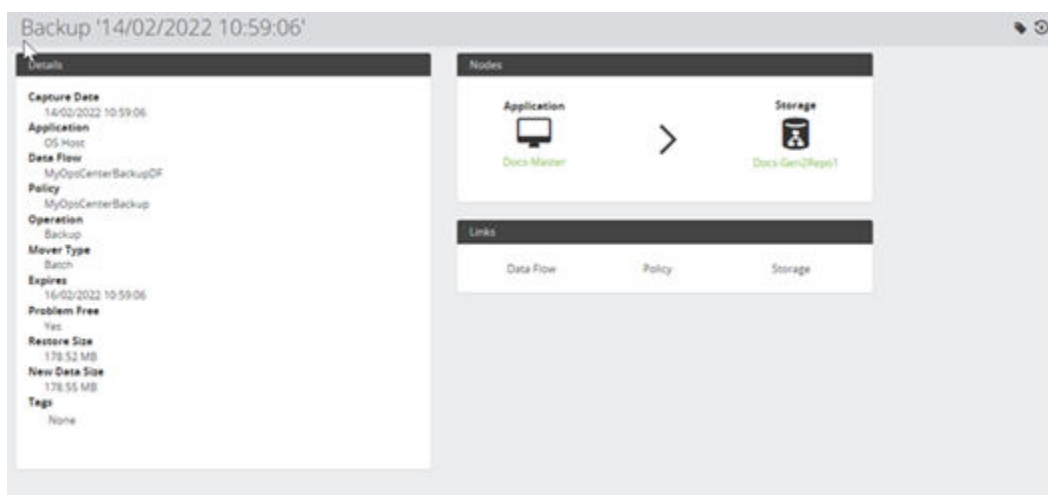 Backup '14/02/2022 10:59:06'
Details
Capture Date
14/02/2022 10:59:06
Application
OS Host
Data Flow
MyOpsCenterBackupDF
Policy
MyOpsCenterBackup
Operation
Backup
Mover Type
Batch
Expires
16/02/2022 10:59:06
Problem Free
Yes
Restore Size
178.52 MB
New Data Size
178.55 MB
Tags
None
Nodes
Application
Storage
Docs-Master
Docs-Gen2Repo1
Links
Data Flow Policy Storage